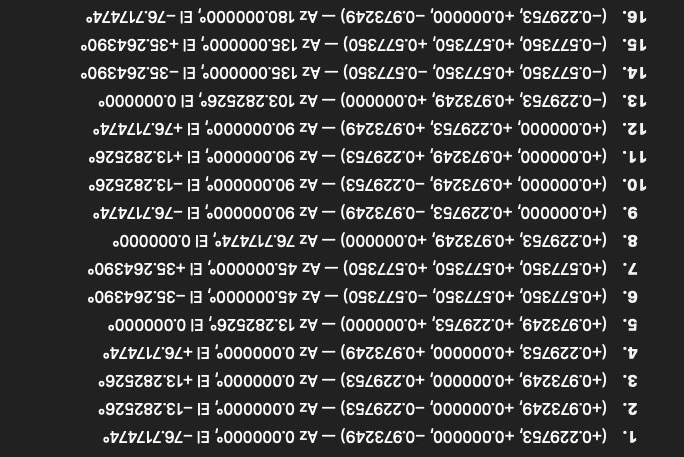 1. (+0.229753, +0.000000, −0.973249) — Az 0.000000°, El −76.717474°
2. (+0.973249, +0.000000, −0.229753) — Az 0.000000°, El −13.282526°
3. (+0.973249, +0.000000, +0.229753) — Az 0.000000°, El +13.282526°
4. (+0.229753, +0.000000, +0.973249) — Az 0.000000°, El +76.717474°
5. (+0.973249, +0.229753, +0.000000) — Az 13.282526°, El 0.000000°
6. (+0.577350, +0.577350, −0.577350) — Az 45.000000°, El −35.264390°
7. (+0.577350, +0.577350, +0.577350) — Az 45.000000°, El +35.264390°
8. (+0.229753, +0.973249, +0.000000) — Az 76.717474°, El 0.000000°
9. (+0.000000, +0.229753, −0.973249) — Az 90.000000°, El −76.717474°
10. (+0.000000, +0.973249, −0.229753) — Az 90.000000°, El −13.282526°
11. (+0.000000, +0.973249, +0.229753) — Az 90.000000°, El +13.282526°
12. (+0.000000, +0.229753, +0.973249) — Az 90.000000°, El +76.717474°
13. (−0.229753, +0.973249, +0.000000) — Az 103.282526°, El 0.000000°
14. (−0.577350, +0.577350, −0.577350) — Az 135.000000°, El −35.264390°
15. (−0.577350, +0.577350, +0.577350) — Az 135.000000°, El +35.264390°
16. (−0.229753, +0.000000, −0.973249) — Az 180.000000°, El −76.717474°